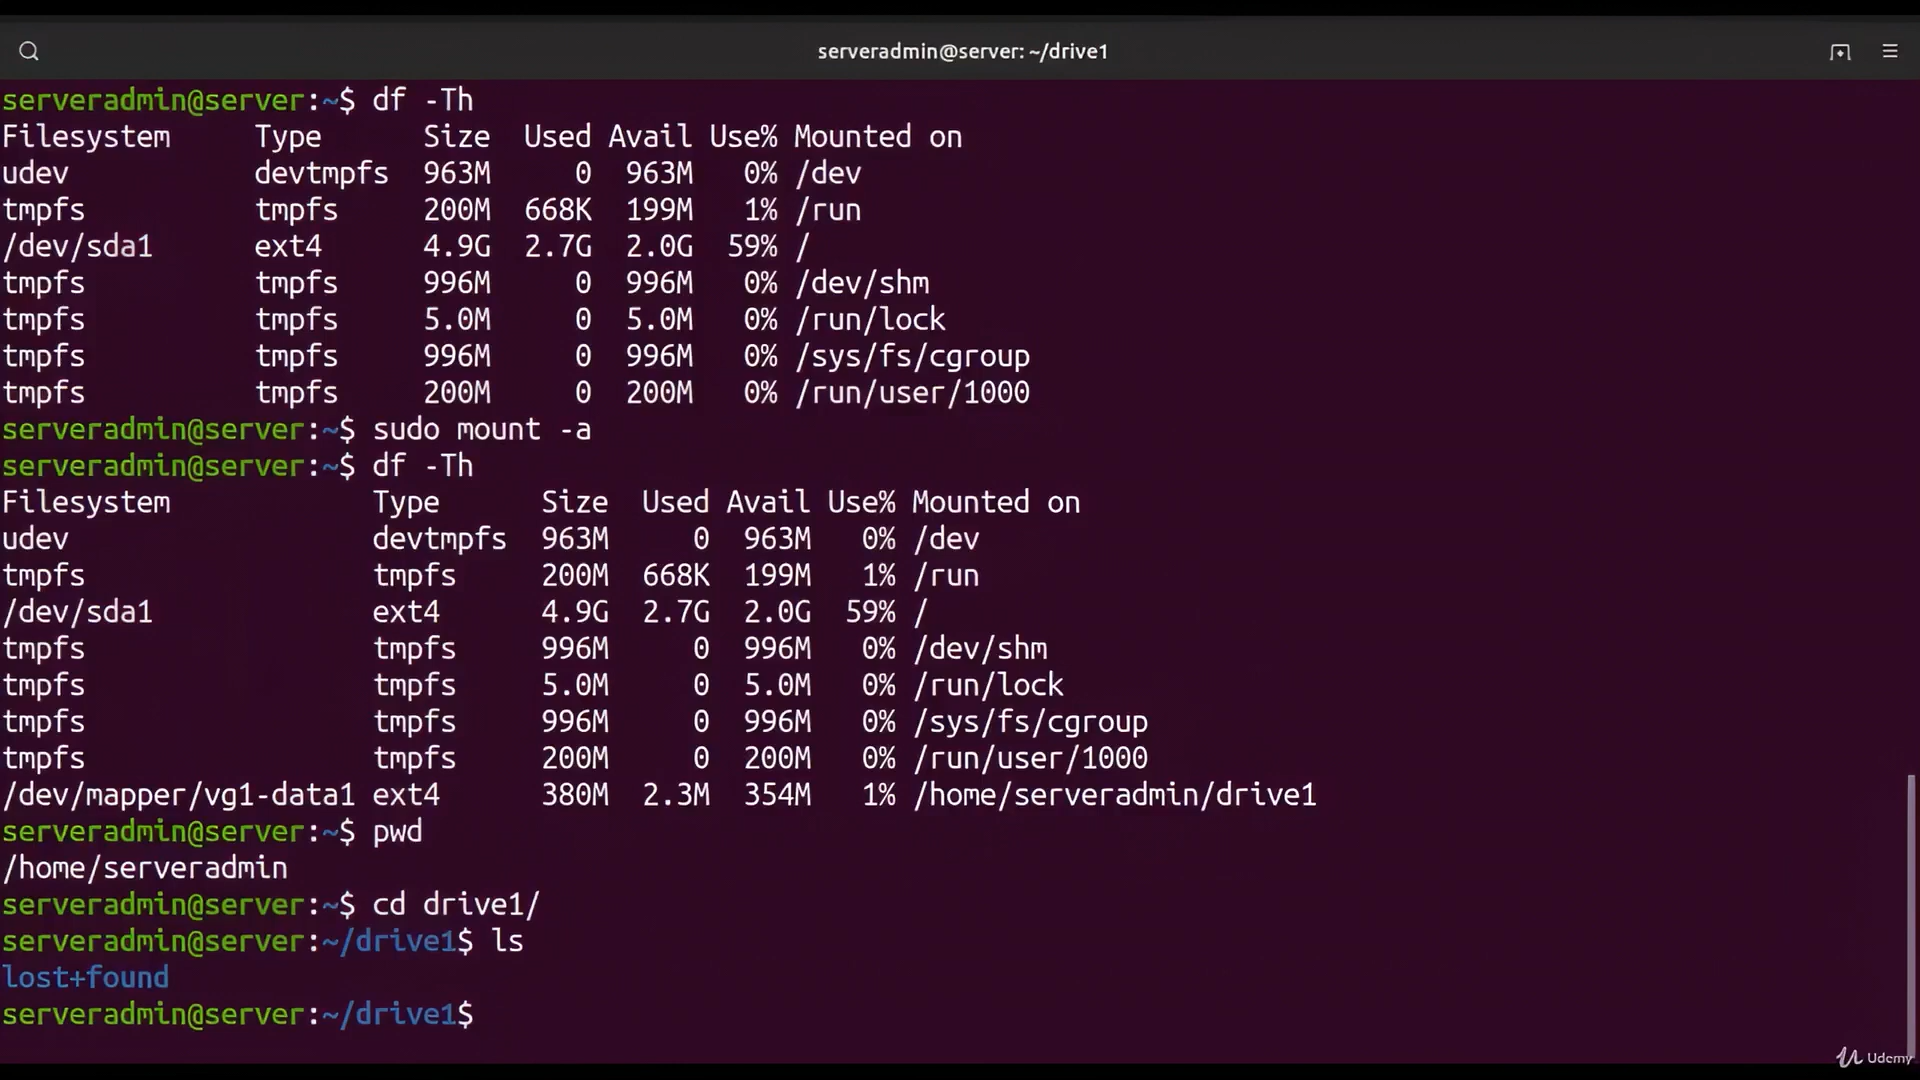 serveradmin@server: ~/drive1
serveradmin@server:~$ df -Th
Filesystem     Type      Size  Used Avail Use% Mounted on
udev           devtmpfs  963M     0  963M   0% /dev
tmpfs          tmpfs     200M  668K  199M   1% /run
/dev/sda1      ext4      4.9G  2.7G  2.0G  59% /
tmpfs          tmpfs     996M     0  996M   0% /dev/shm
tmpfs          tmpfs     5.0M     0  5.0M   0% /run/lock
tmpfs          tmpfs     996M     0  996M   0% /sys/fs/cgroup
tmpfs          tmpfs     200M     0  200M   0% /run/user/1000
serveradmin@server:~$ sudo mount -a
serveradmin@server:~$ df -Th
Filesystem            Type      Size  Used Avail Use% Mounted on
udev                  devtmpfs  963M     0  963M   0% /dev
tmpfs                 tmpfs     200M  668K  199M   1% /run
/dev/sda1             ext4      4.9G  2.7G  2.0G  59% /
tmpfs                 tmpfs     996M     0  996M   0% /dev/shm
tmpfs                 tmpfs     5.0M     0  5.0M   0% /run/lock
tmpfs                 tmpfs     996M     0  996M   0% /sys/fs/cgroup
tmpfs                 tmpfs     200M     0  200M   0% /run/user/1000
/dev/mapper/vg1-data1 ext4      380M  2.3M  354M   1% /home/serveradmin/drive1
serveradmin@server:~$ pwd
/home/serveradmin
serveradmin@server:~$ cd drive1/
serveradmin@server:~/drive1$ ls
lost+found
serveradmin@server:~/drive1$
Udemy